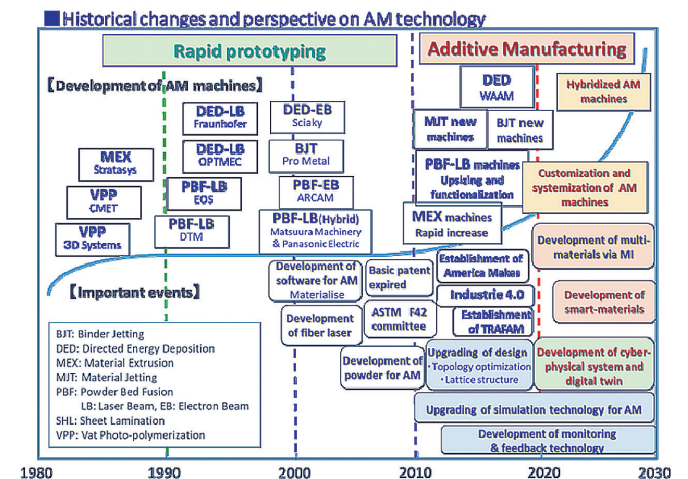 ■Historical changes and perspective on AM technology
Rapid prototyping
Additive Manufacturing
【Development of AM machines】
DED-LB
Fraunhofer
DED-EB
Sciaky
DED
WAAM
Hybridized AM
machines
MJT new
machines
BJT new
machines
DED-LB
OPTMEC
BJT
Pro Metal
MEX
Stratasys
PBF-LB machines
Upsizing and
functionalization
Customization and
systemization of AM
machines
VPP
CMET
PBF-LB
EOS
PBF-EB
ARCAM
VPP
3D Systems
PBF-LB
DTM
PBF-LB(Hybrid)
Matsuura Machinery
& Panasonic Electric
MEX machines
Rapid increase
Development of multi-
materials via MI
【Important events】
Development of
software for AM
Materialise
Basic patent
expired
Establishment of
America Makes
Industrie 4.0
Development of
smart-materials
Development
of fiber laser
ASTM F42
committee
Establishment
of TRAFAM
Development of
powder for AM
Upgrading of design
・Topology optimization
・Lattice structure
Development of cyber-
physical system and
digital twin
Upgrading of simulation technology for AM
Development of monitoring
& feedback technology
BJT: Binder Jetting
DED: Directed Energy Deposition
MEX: Material Extrusion
MJT: Material Jetting
PBF: Powder Bed Fusion
LB: Laser Beam, EB: Electron Beam
SHL: Sheet Lamination
VPP: Vat Photo-polymerization
1980 1990 2000 2010 2020 2030